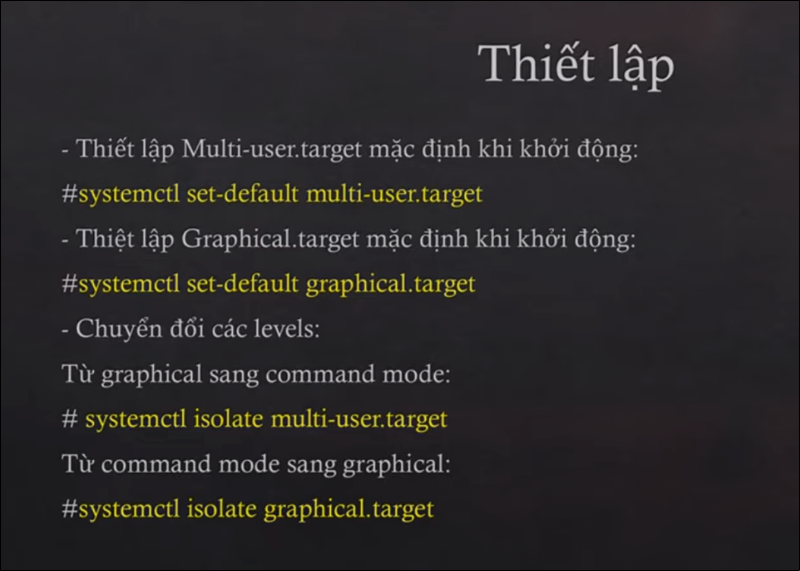 Thiết lập
- Thiết lập Multi-user.target mặc định khi khởi động:
#systemctl set-default multi-user.target
- Thiệt lập Graphical.target mặc định khi khởi động:
#systemctl set-default graphical.target
- Chuyển đổi các levels:
Từ graphical sang command mode:
# systemctl isolate multi-user.target
Từ command mode sang graphical:
#systemctl isolate graphical.target